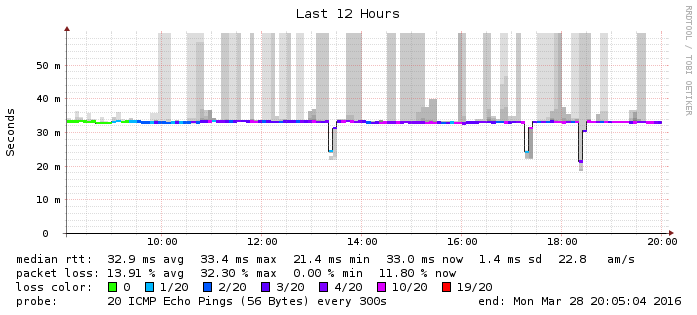 Last 12 Hours
RRDTOOL / TOBI OETIKER
Seconds
50 m
40 m
30 m
20 m
10 m
0
10:00 12:00 14:00 16:00 18:00 20:00
median rtt: 32.9 ms avg 33.4 ms max 21.4 ms min 33.0 ms now 1.4 ms sd 22.8 am/s
packet loss: 13.91 % avg 32.30 % max 0.00 % min 11.80 % now
loss color: 0 1/20 2/20 3/20 4/20 10/20 19/20
probe: 20 ICMP Echo Pings (56 Bytes) every 300s end: Mon Mar 28 20:05:04 2016